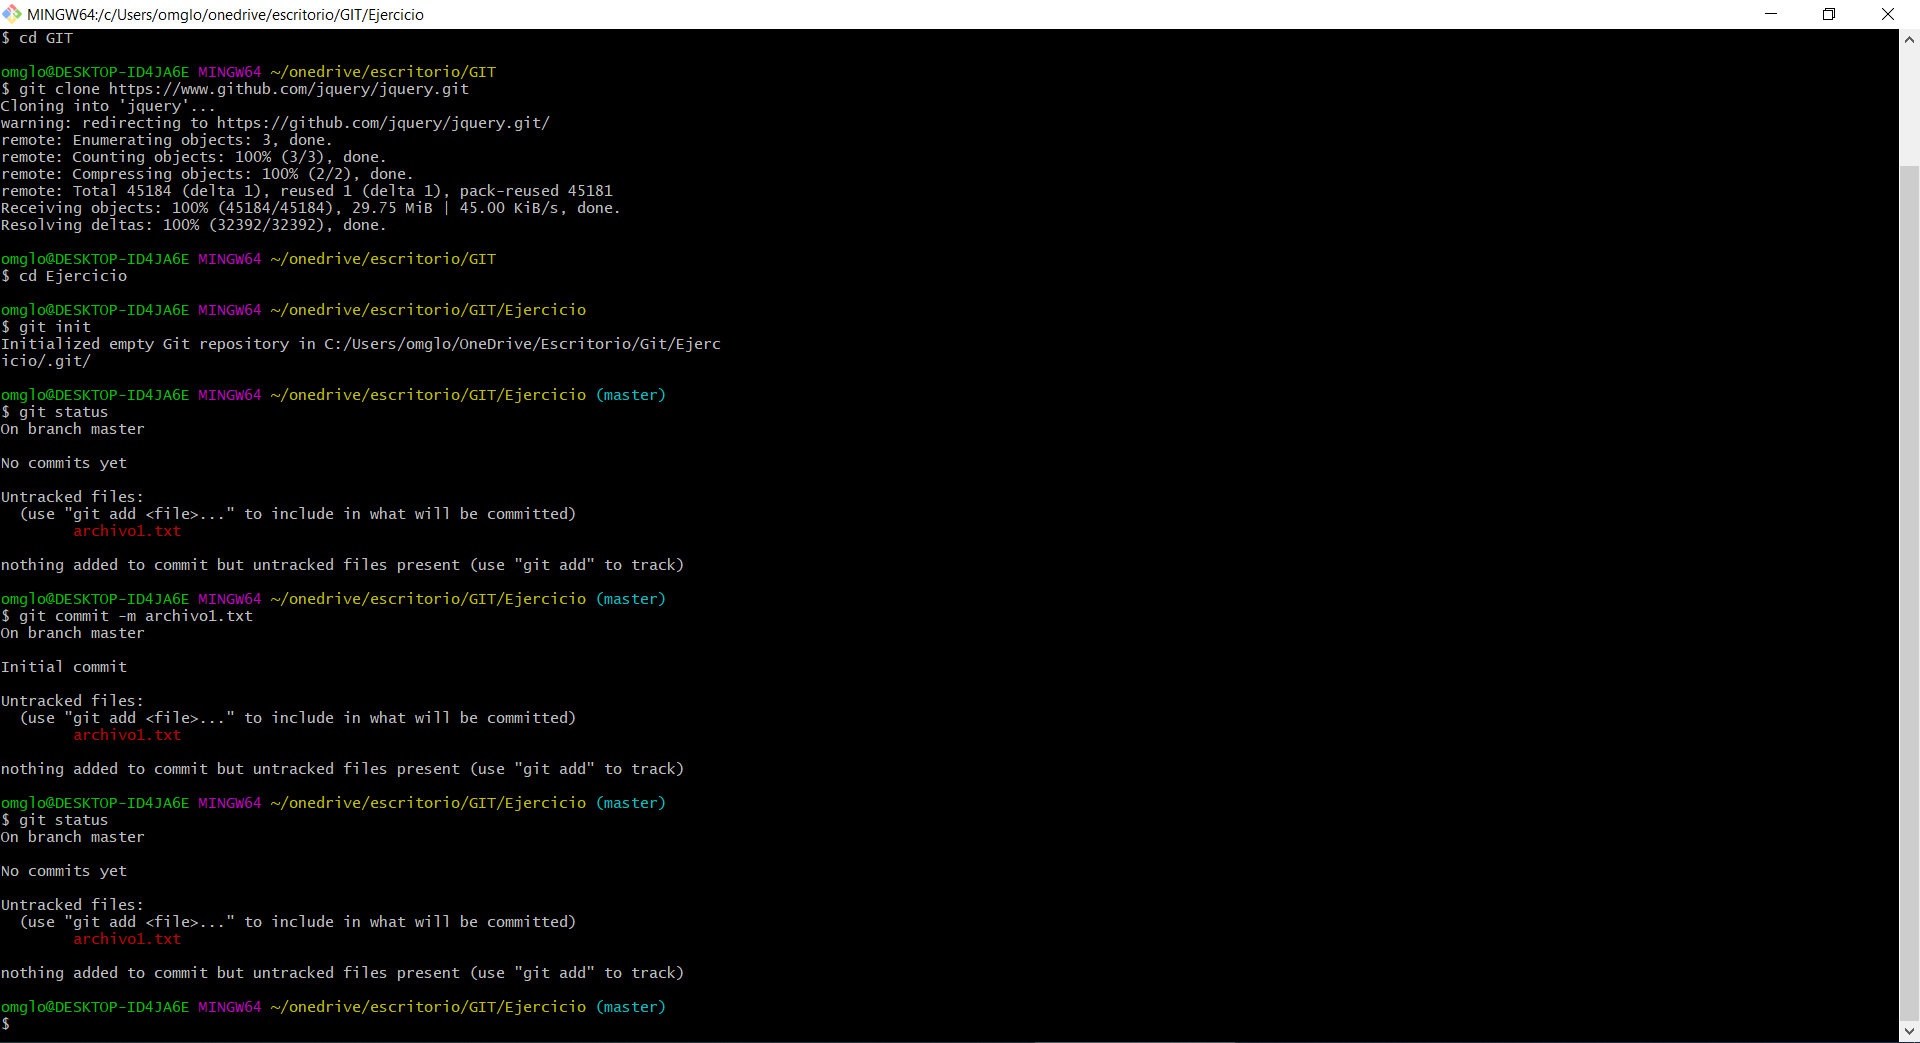 MINGW64:/c/Users/omglo/onedrive/escritorio/GIT/Ejercicio
$ cd GIT
omglo@DESKTOP-ID4JA6E MINGW64 ~/onedrive/escritorio/GIT
$ git clone https://www.github.com/jquery/jquery.git
Cloning into 'jquery'...
warning: redirecting to https://github.com/jquery/jquery.git/
remote: Enumerating objects: 3, done.
remote: Counting objects: 100% (3/3), done.
remote: Compressing objects: 100% (2/2), done.
remote: Total 45184 (delta 1), reused 1 (delta 1), pack-reused 45181
Receiving objects: 100% (45184/45184), 29.75 MiB | 45.00 KiB/s, done.
Resolving deltas: 100% (32392/32392), done.
omglo@DESKTOP-ID4JA6E MINGW64 ~/onedrive/escritorio/GIT
$ cd Ejercicio
omglo@DESKTOP-ID4JA6E MINGW64 ~/onedrive/escritorio/GIT/Ejercicio
$ git init
Initialized empty Git repository in C:/Users/omglo/OneDrive/Escritorio/Git/Ejerc
icio/.git/
omglo@DESKTOP-ID4JA6E MINGW64 ~/onedrive/escritorio/GIT/Ejercicio (master)
$ git status
On branch master
No commits yet
Untracked files:
  (use "git add <file>..." to include in what will be committed)
        archivo1.txt
nothing added to commit but untracked files present (use "git add" to track)
omglo@DESKTOP-ID4JA6E MINGW64 ~/onedrive/escritorio/GIT/Ejercicio (master)
$ git commit -m archivo1.txt
On branch master
Initial commit
Untracked files:
  (use "git add <file>..." to include in what will be committed)
        archivo1.txt
nothing added to commit but untracked files present (use "git add" to track)
omglo@DESKTOP-ID4JA6E MINGW64 ~/onedrive/escritorio/GIT/Ejercicio (master)
$ git status
On branch master
No commits yet
Untracked files:
  (use "git add <file>..." to include in what will be committed)
        archivo1.txt
nothing added to commit but untracked files present (use "git add" to track)
omglo@DESKTOP-ID4JA6E MINGW64 ~/onedrive/escritorio/GIT/Ejercicio (master)
$